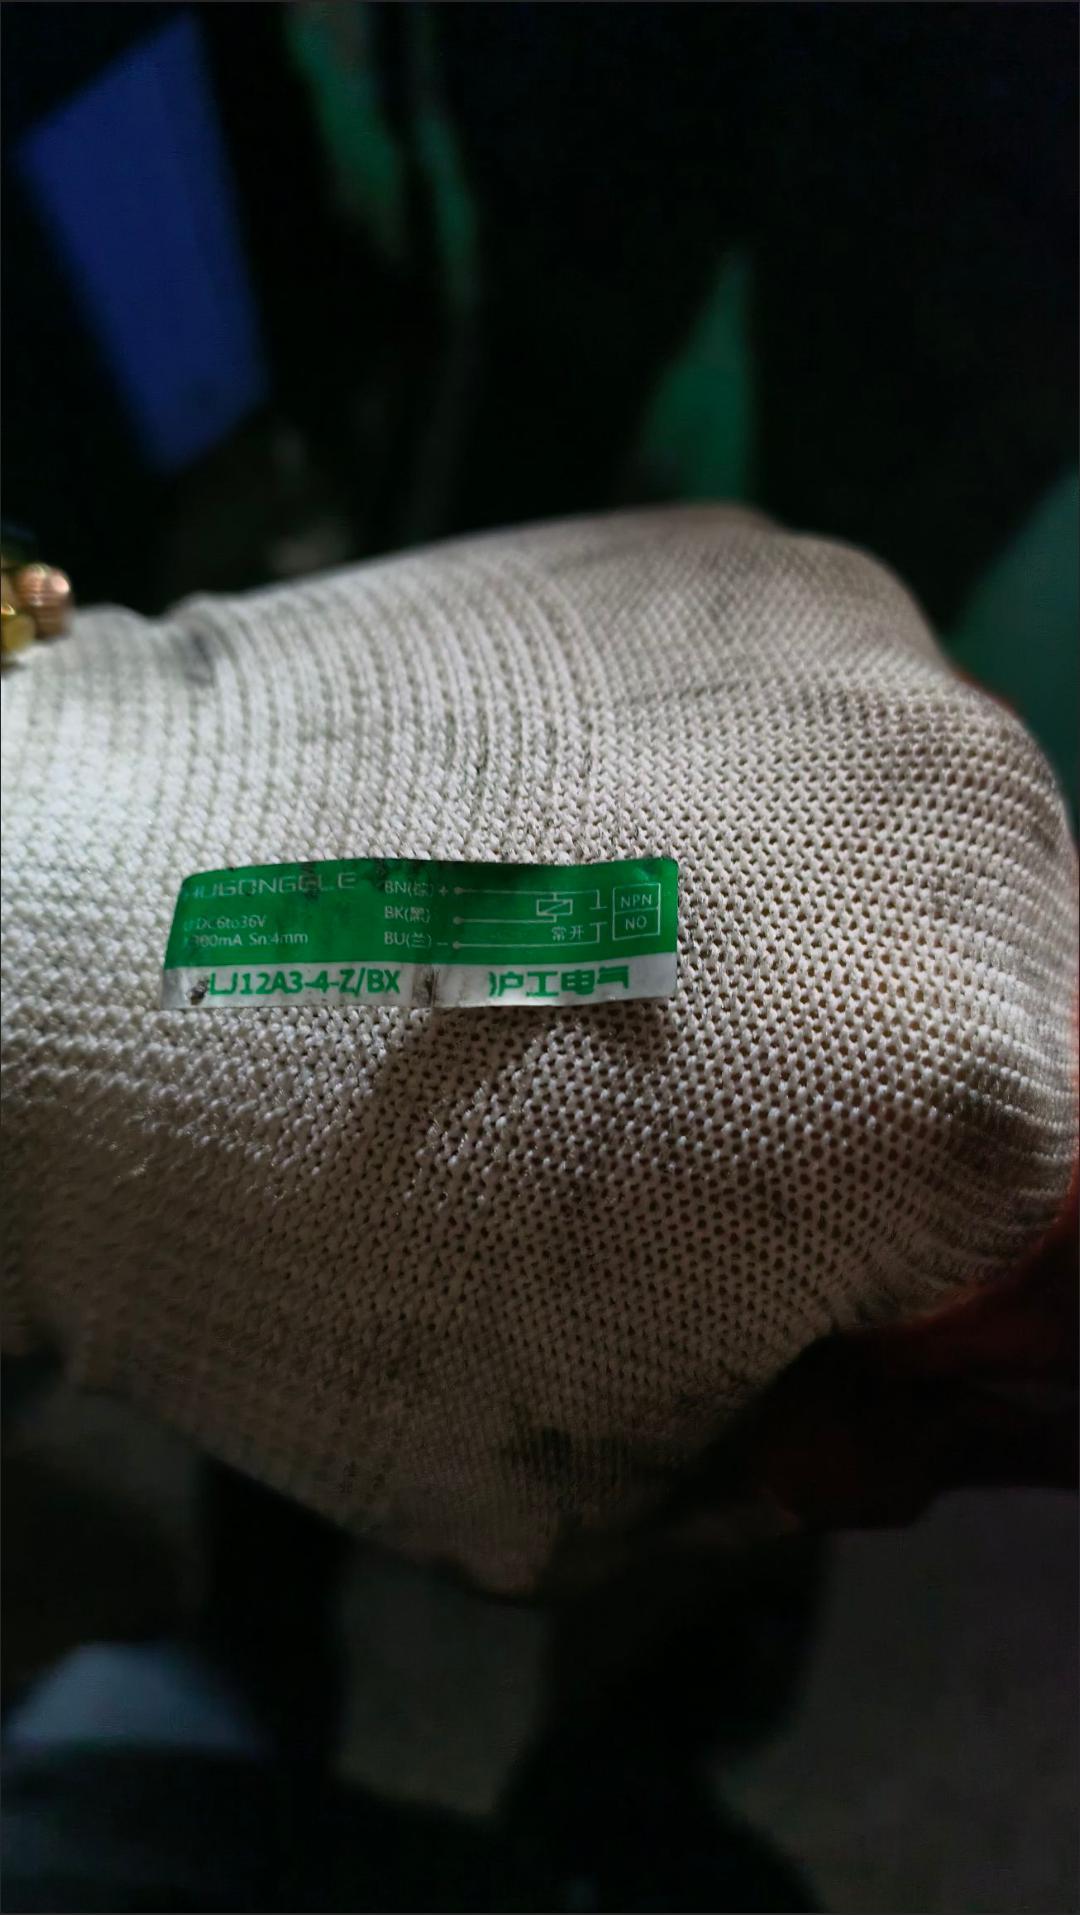 HUGONGELE
U:DC6to36V
300mA Sn:4mm
BN(棕) +
BK(黑)
BU(兰) −
常开
NPN
NO
LJ12A3-4-Z/BX
沪工电气